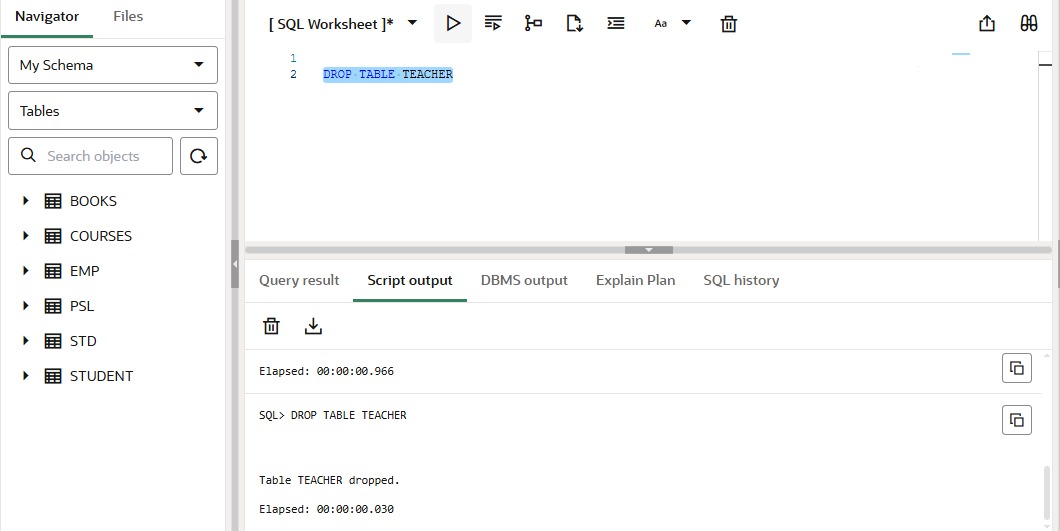 Navigator
Files
My Schema
Tables
Search objects
BOOKS
COURSES
EMP
PSL
STD
STUDENT
[ SQL Worksheet ]*
Aa
1
2 DROP TABLE TEACHER
Query result
Script output
DBMS output
Explain Plan
SQL history
Elapsed: 00:00:00.966
SQL> DROP TABLE TEACHER
Table TEACHER dropped.
Elapsed: 00:00:00.030